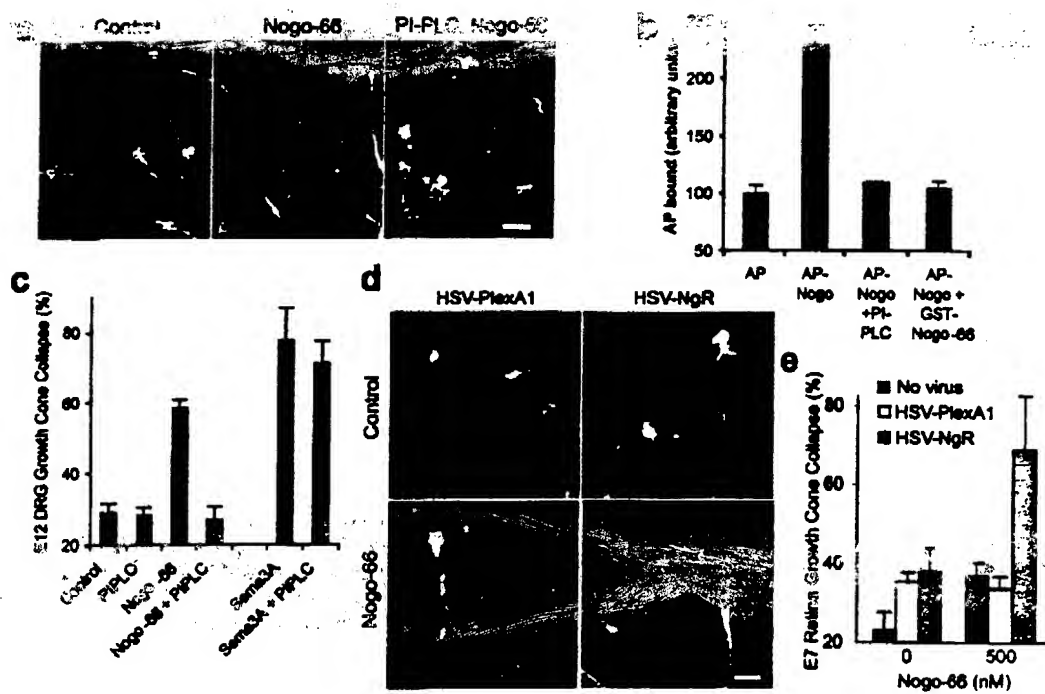 Control Nogo-66 PI-PLC, Nogo-66
AP bound (arbitrary units)
200
150
100
50
AP
AP-
Nogo
AP-
Nogo
+PI-
PLC
AP-
Nogo +
GST-
Nogo-66
c
E12 DRG Growth Cone Collapse (%)
80
60
40
20
Control
PIPLC
Nogo-66
Nogo-66 + PIPLC
Sema3A
Sema3A + PIPLC
d
HSV-PlexA1 HSV-NgR
Control
Nogo-66
e
E7 Retina Growth Cone Collapse (%)
80
60
40
20
No virus
HSV-PlexA1
HSV-NgR
0 500
Nogo-66 (nM)